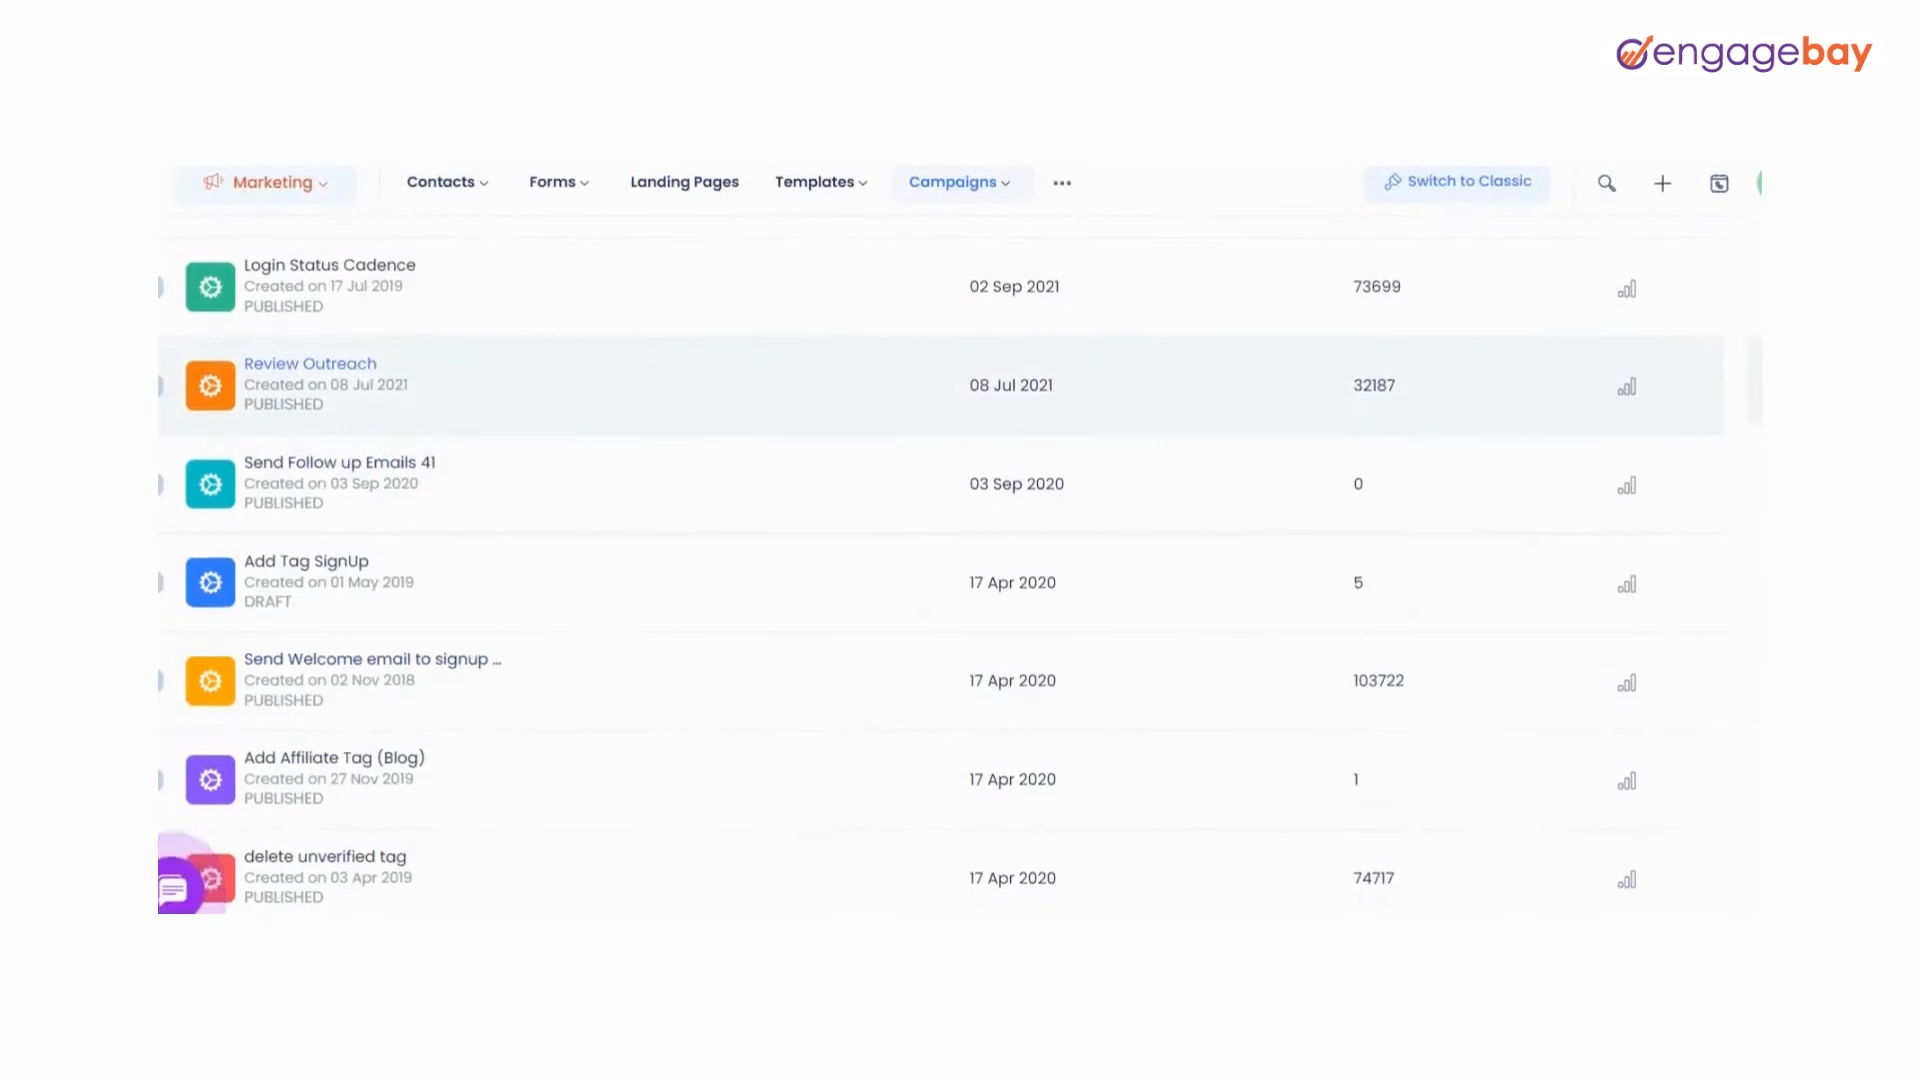 engagebay
Marketing Contacts Forms Landing Pages Templates Campaigns ... Switch to Classic
Login Status Cadence
Created on 17 Jul 2019
PUBLISHED
02 Sep 2021
73699
Review Outreach
Created on 08 Jul 2021
PUBLISHED
08 Jul 2021
32187
Send Follow up Emails 41
Created on 03 Sep 2020
PUBLISHED
03 Sep 2020
0
Add Tag SignUp
Created on 01 May 2019
DRAFT
17 Apr 2020
5
Send Welcome email to signup ...
Created on 02 Nov 2018
PUBLISHED
17 Apr 2020
103722
Add Affiliate Tag (Blog)
Created on 27 Nov 2019
PUBLISHED
17 Apr 2020
1
delete unverified tag
Created on 03 Apr 2019
PUBLISHED
17 Apr 2020
74717